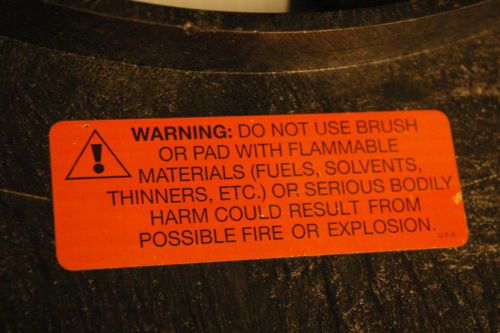 WARNING: DO NOT USE BRUSH
OR PAD WITH FLAMMABLE
MATERIALS (FUELS, SOLVENTS,
THINNERS, ETC.) OR SERIOUS BODILY
HARM COULD RESULT FROM
POSSIBLE FIRE OR EXPLOSION.
U.S.A.